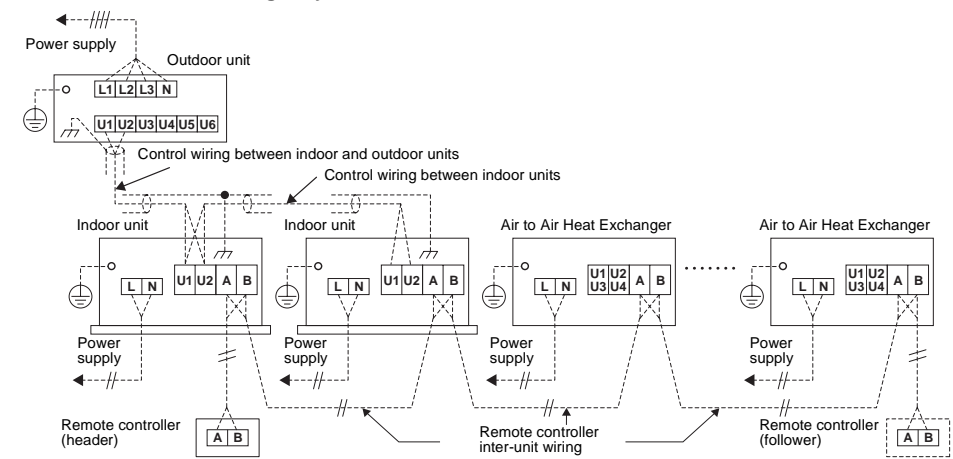 Power supply
Outdoor unit
L1 L2 L3 N
U1 U2 U3 U4 U5 U6
Control wiring between indoor and outdoor units
Control wiring between indoor units
Indoor unit
Indoor unit
Air to Air Heat Exchanger
Air to Air Heat Exchanger
L N
U1 U2 A B
L N
U1 U2 A B
L N
U1 U2
U3 U4
A B
L N
U1 U2
U3 U4
A B
Power
supply
Power
supply
Power
supply
Power
supply
Remote controller
(header)
A B
Remote controller
inter-unit wiring
Remote controller
(follower)
A B